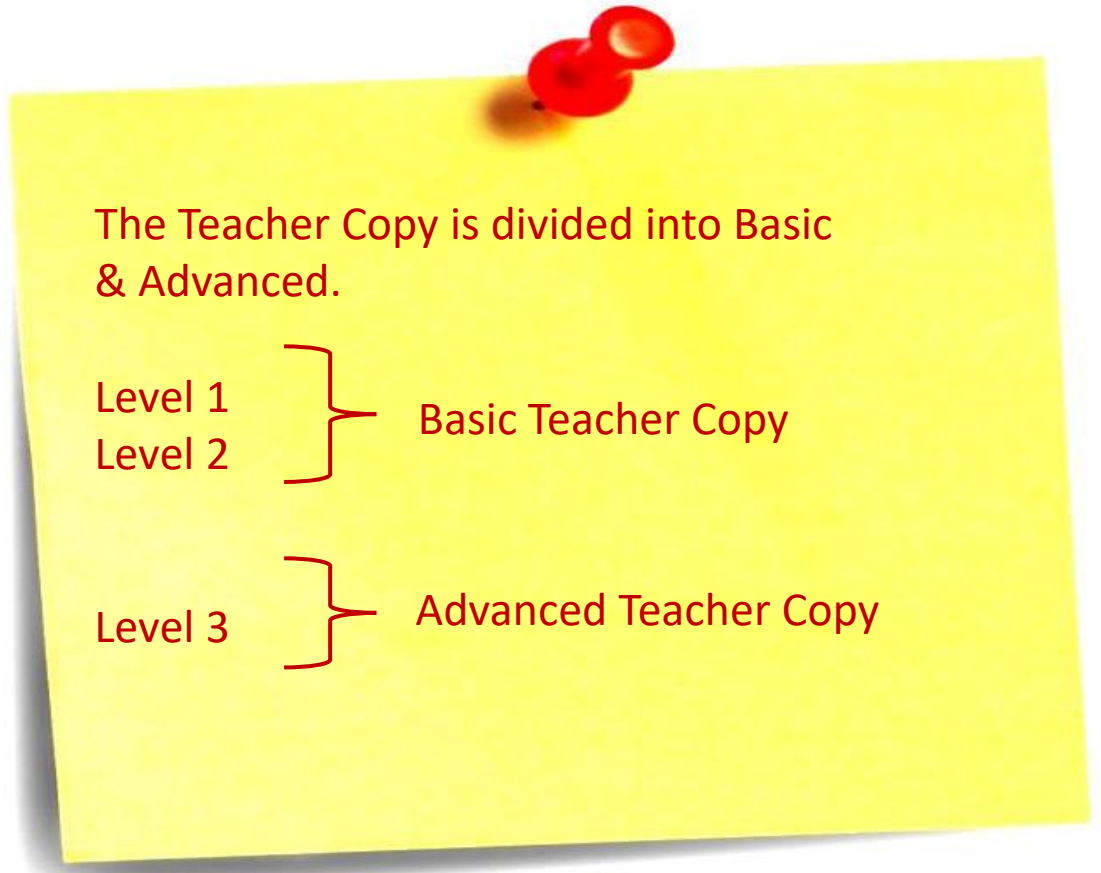 The Teacher Copy is divided into Basic
& Advanced.
Level 1
Level 2
Basic Teacher Copy
Level 3
Advanced Teacher Copy